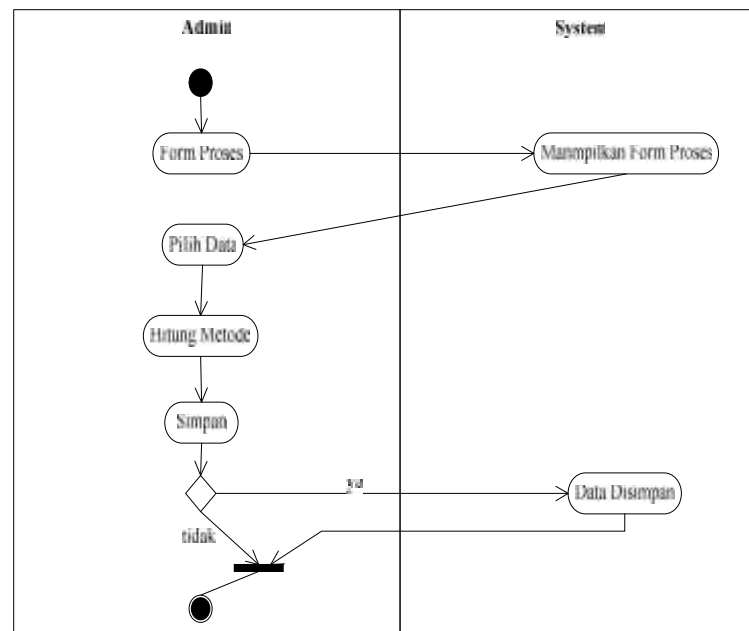 Admin
System
Form Proses
Manmpilkan Form Proses
Pilih Data
Hitung Metode
Simpan
ya
Data Disimpan
tidak